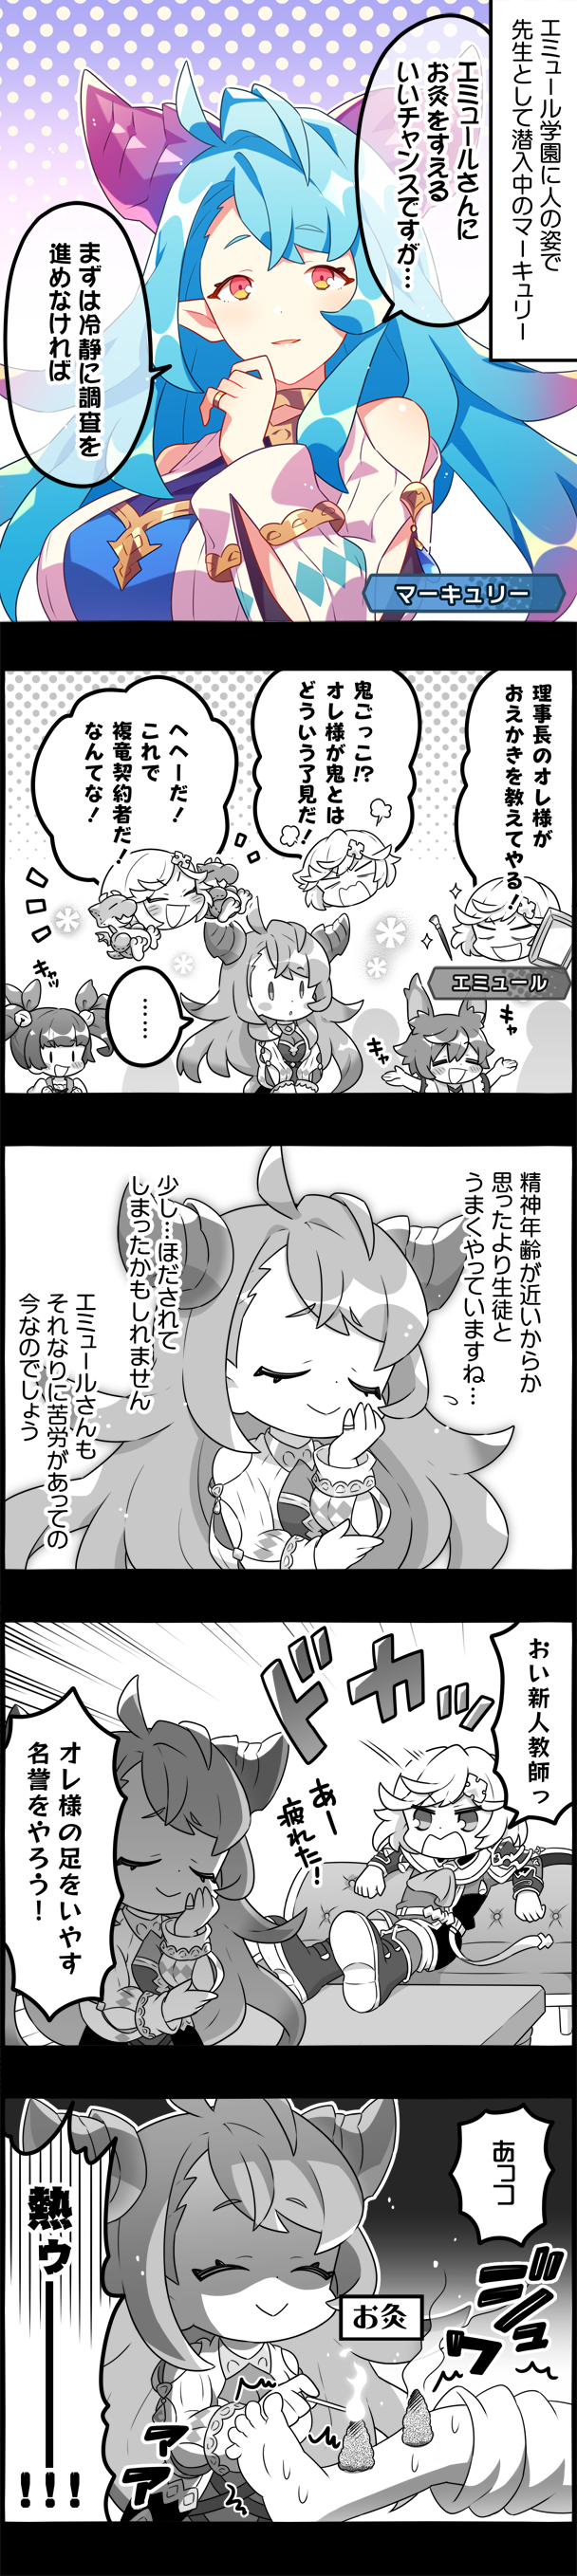 エミュール学園に人の姿で
先生として潜入中のマーキュリー
エミュールさんに
お灸をすえる
いいチャンスですが…
まずは冷静に調査を
進めなければ
マーキュリー
理事長のオレ様が
おえかきを教えてやる!
エミュール
キャ
キャ
鬼ごっこ!?
オレ様が鬼とは
どういう了見だ!
へへーだ!
これで
複竜契約者だ!
なんてな!
……
キャッ
精神年齢が近いからか
思ったより生徒と
うまくやっていますね…
少し…ほだされて
しまったかもしれません
エミュールさんも
それなりに苦労があっての
今なのでしょう
おい新人教師っ
ドカッ
あー
疲れた!
オレ様の足をいやす
名誉をやろう!
あっつ
ジュウ
お灸
熱ゥ━━!!!
アァァ